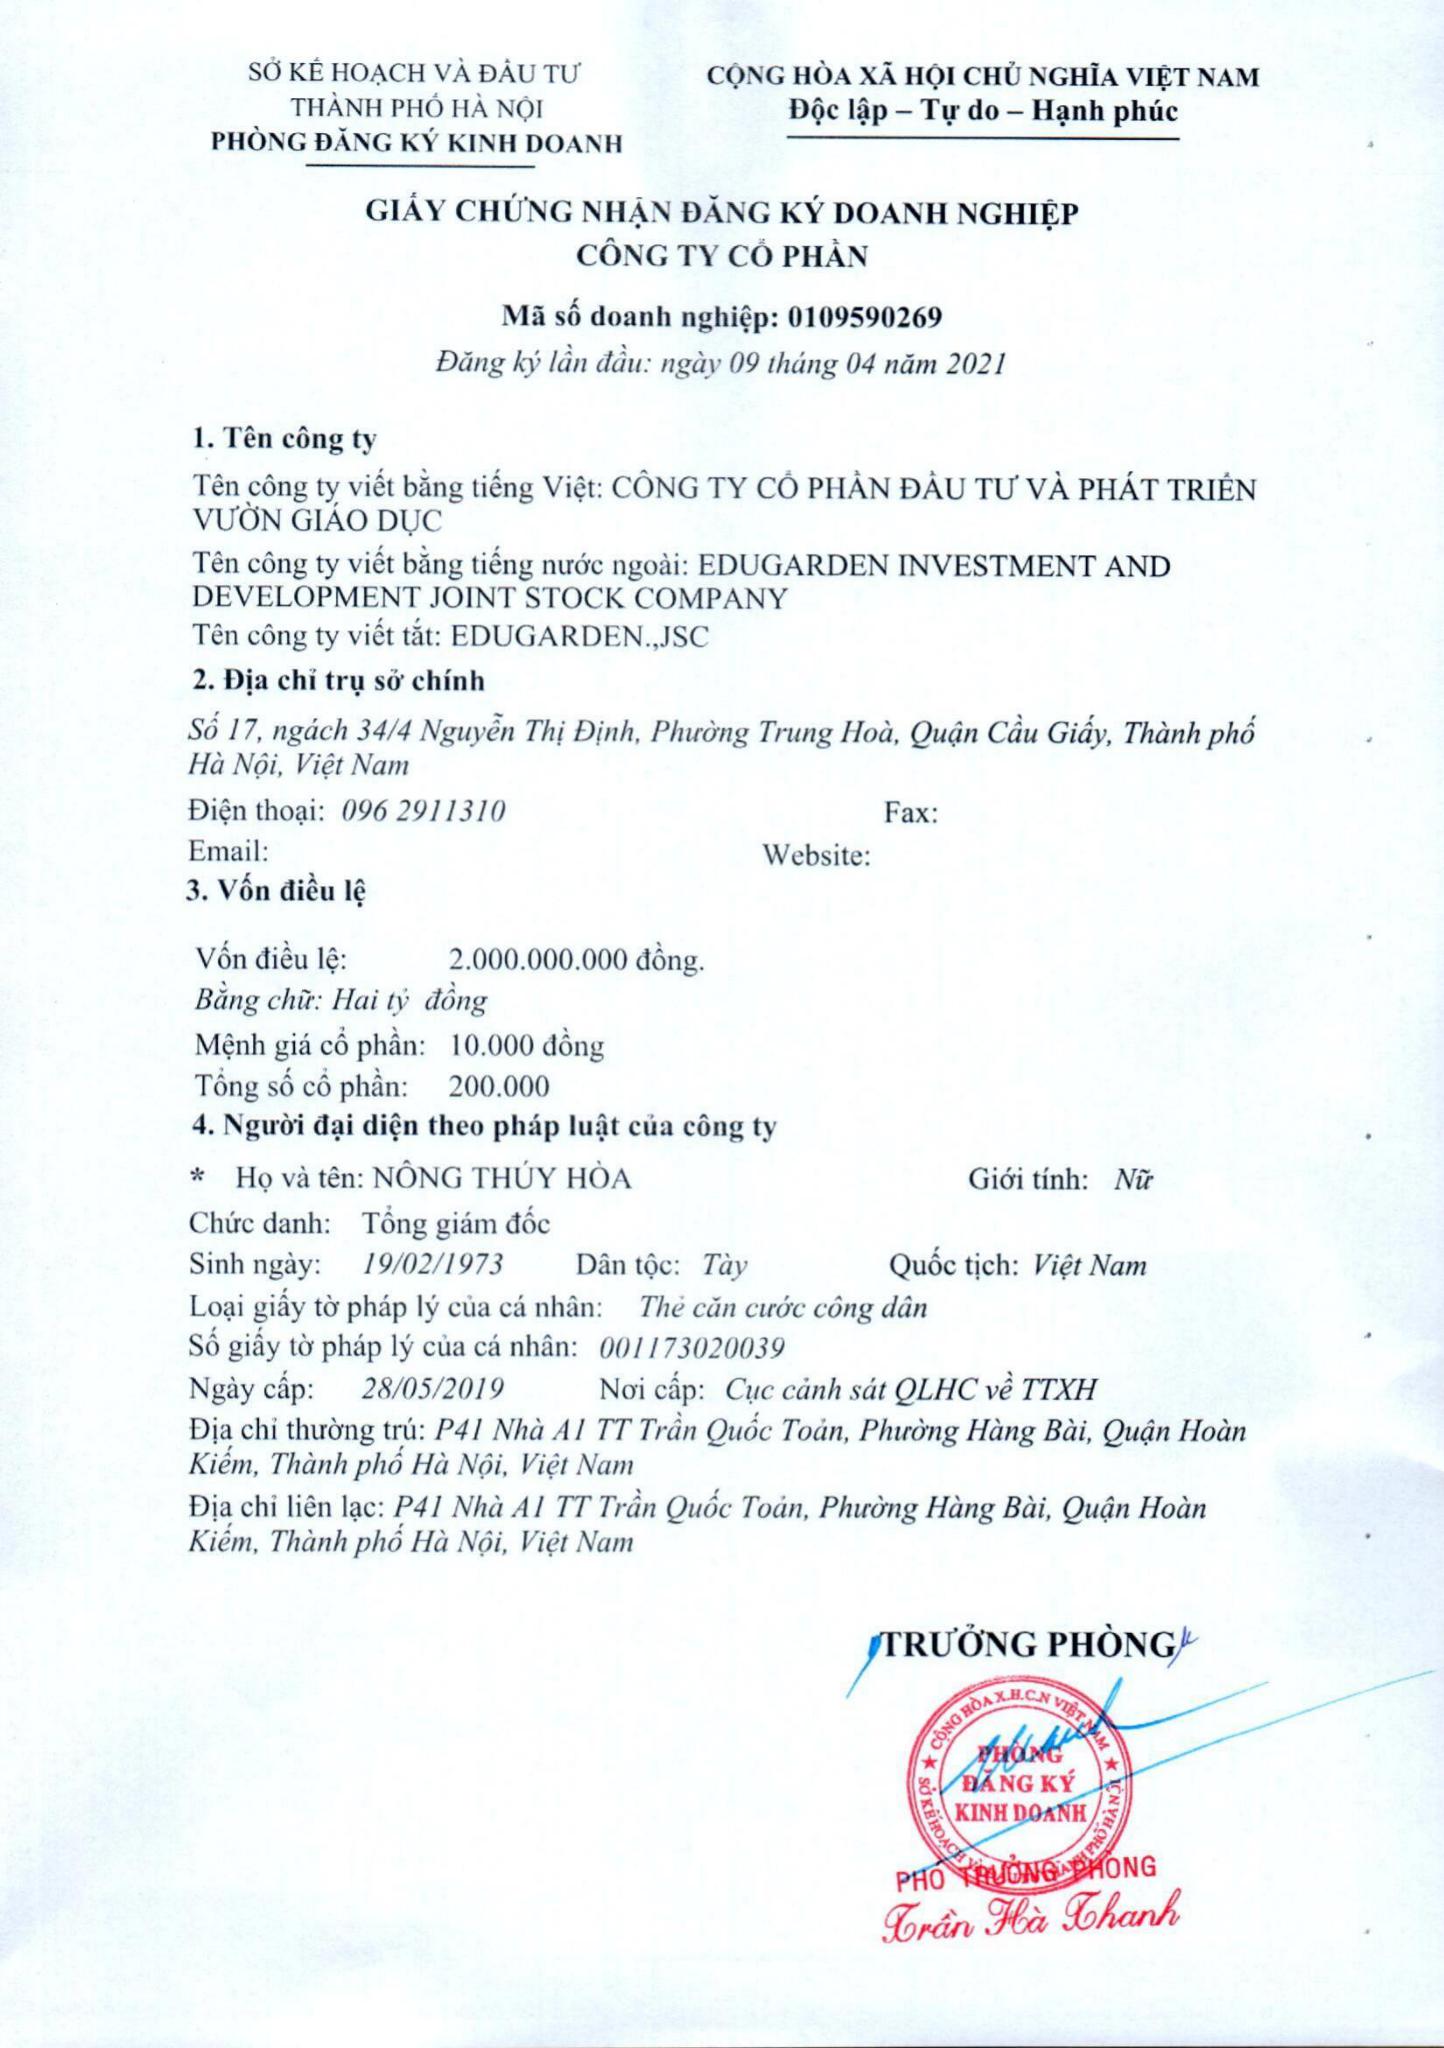 SỞ KẾ HOẠCH VÀ ĐẦU TƯ
THÀNH PHỐ HÀ NỘI
PHÒNG ĐĂNG KÝ KINH DOANH
CỘNG HÒA XÃ HỘI CHỦ NGHĨA VIỆT NAM
Độc lập – Tự do – Hạnh phúc
GIẤY CHỨNG NHẬN ĐĂNG KÝ DOANH NGHIỆP
CÔNG TY CỔ PHẦN
Mã số doanh nghiệp: 0109590269
Đăng ký lần đầu: ngày 09 tháng 04 năm 2021
1. Tên công ty
Tên công ty viết bằng tiếng Việt: CÔNG TY CỔ PHẦN ĐẦU TƯ VÀ PHÁT TRIỂN
VƯỜN GIÁO DỤC
Tên công ty viết bằng tiếng nước ngoài: EDUGARDEN INVESTMENT AND
DEVELOPMENT JOINT STOCK COMPANY
Tên công ty viết tắt: EDUGARDEN.,JSC
2. Địa chỉ trụ sở chính
Số 17, ngách 34/4 Nguyễn Thị Định, Phường Trung Hoà, Quận Cầu Giấy, Thành phố
Hà Nội, Việt Nam
Điện thoại: 096 2911310 Fax:
Email: Website:
3. Vốn điều lệ
Vốn điều lệ: 2.000.000.000 đồng.
Bằng chữ: Hai tỷ đồng
Mệnh giá cổ phần: 10.000 đồng
Tổng số cổ phần: 200.000
4. Người đại diện theo pháp luật của công ty
* Họ và tên: NÔNG THÚY HÒA Giới tính: Nữ
Chức danh: Tổng giám đốc
Sinh ngày: 19/02/1973 Dân tộc: Tày Quốc tịch: Việt Nam
Loại giấy tờ pháp lý của cá nhân: Thẻ căn cước công dân
Số giấy tờ pháp lý của cá nhân: 001173020039
Ngày cấp: 28/05/2019 Nơi cấp: Cục cảnh sát QLHC về TTXH
Địa chỉ thường trú: P41 Nhà A1 TT Trần Quốc Toản, Phường Hàng Bài, Quận Hoàn
Kiếm, Thành phố Hà Nội, Việt Nam
Địa chỉ liên lạc: P41 Nhà A1 TT Trần Quốc Toản, Phường Hàng Bài, Quận Hoàn
Kiếm, Thành phố Hà Nội, Việt Nam
TRƯỞNG PHÒNG
CỘNG HÒA X.H.C.N VIỆT NAM
PHÒNG
ĐĂNG KÝ
KINH DOANH
SỞ KẾ HOẠCH VÀ THÀNH PHỐ HÀ NỘI
PHÓ TRƯỞNG PHÒNG
Trần Hà Thanh